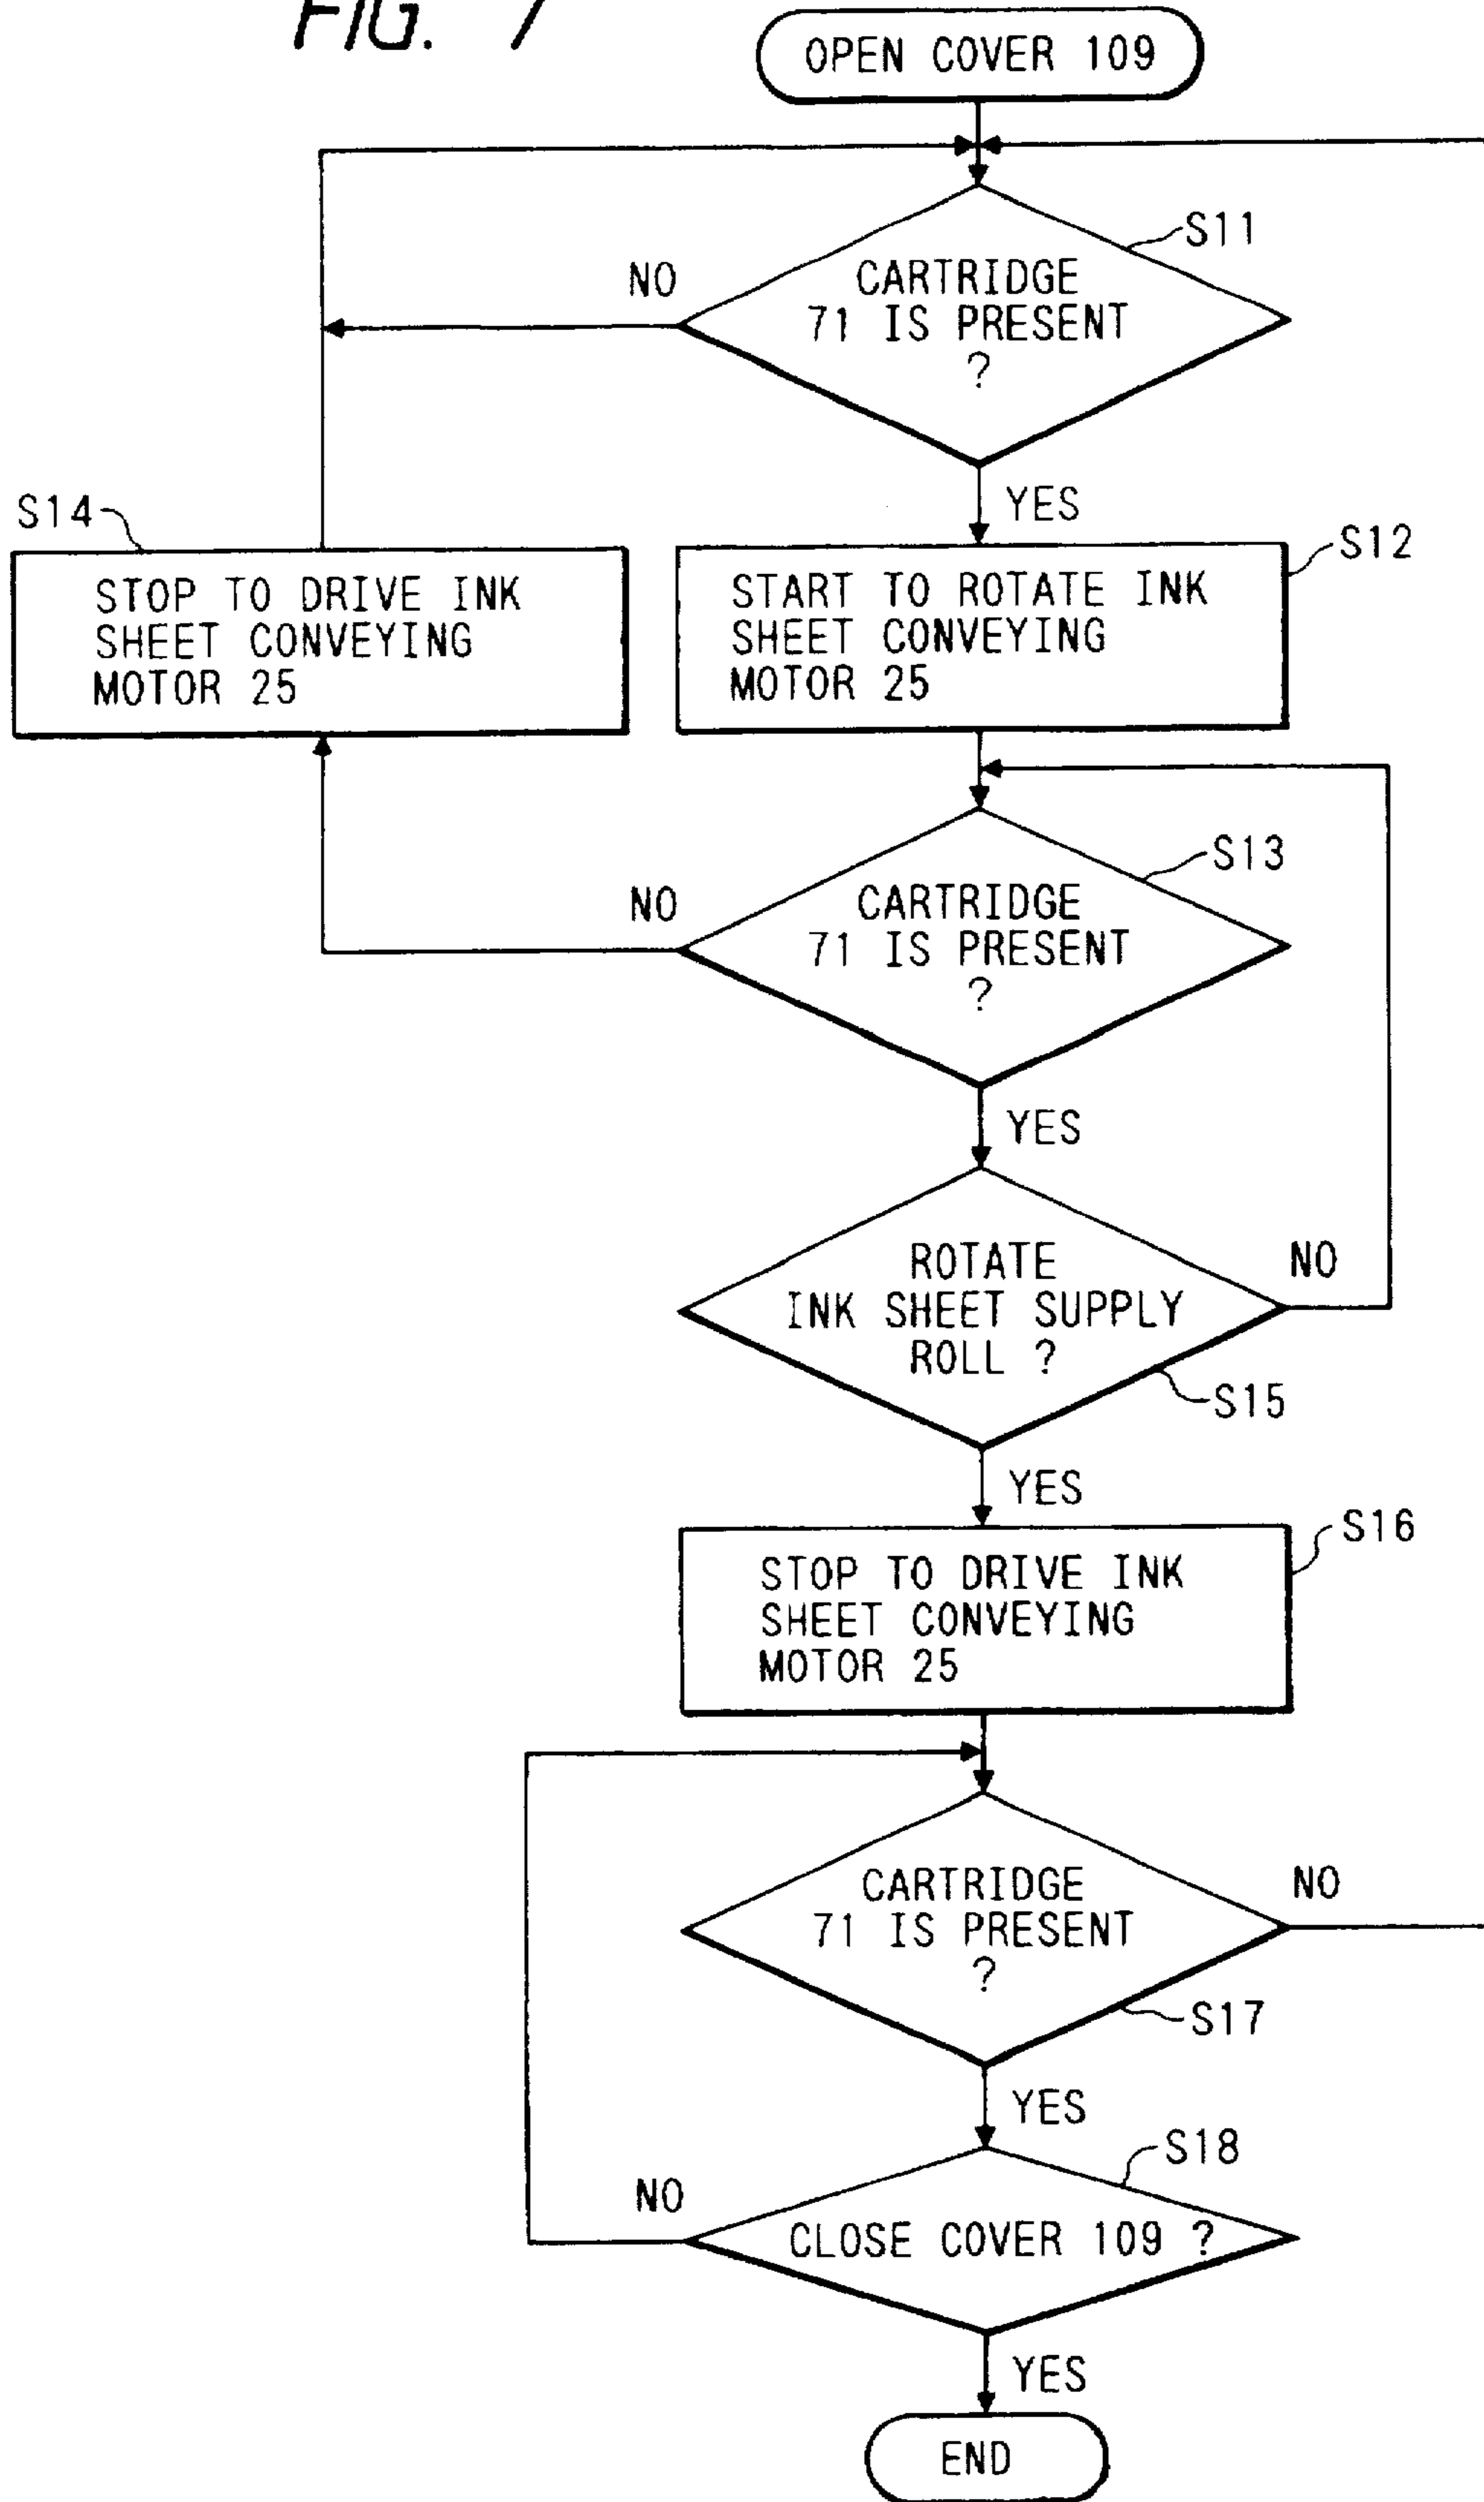 FIG. 7
OPEN COVER 109
S11
NO
CARTRIDGE
71 IS PRESENT
?
YES
S14
STOP TO DRIVE INK
SHEET CONVEYING
MOTOR 25
S12
START TO ROTATE INK
SHEET CONVEYING
MOTOR 25
S13
NO
CARTRIDGE
71 IS PRESENT
?
YES
ROTATE
INK SHEET SUPPLY
ROLL ?
NO
S15
YES
S16
STOP TO DRIVE INK
SHEET CONVEYING
MOTOR 25
CARTRIDGE
71 IS PRESENT
?
NO
S17
YES
S18
NO
CLOSE COVER 109 ?
YES
END